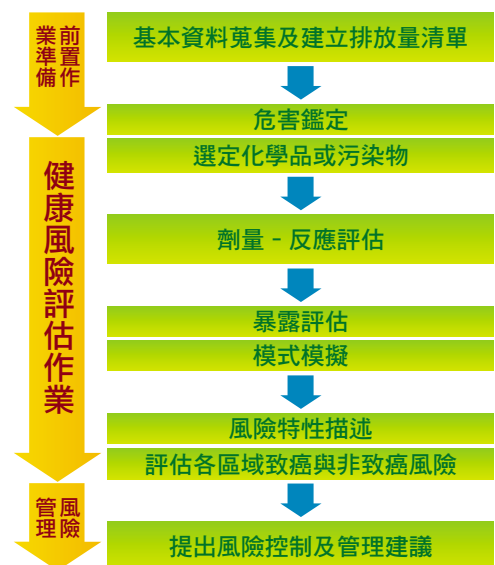 前置作
業準備
基本資料蒐集及建立排放量清單
危害鑑定
選定化學品或污染物
健康風險評估作業
劑量－反應評估
暴露評估
模式模擬
風險特性描述
評估各區域致癌與非致癌風險
風險
管理
提出風險控制及管理建議